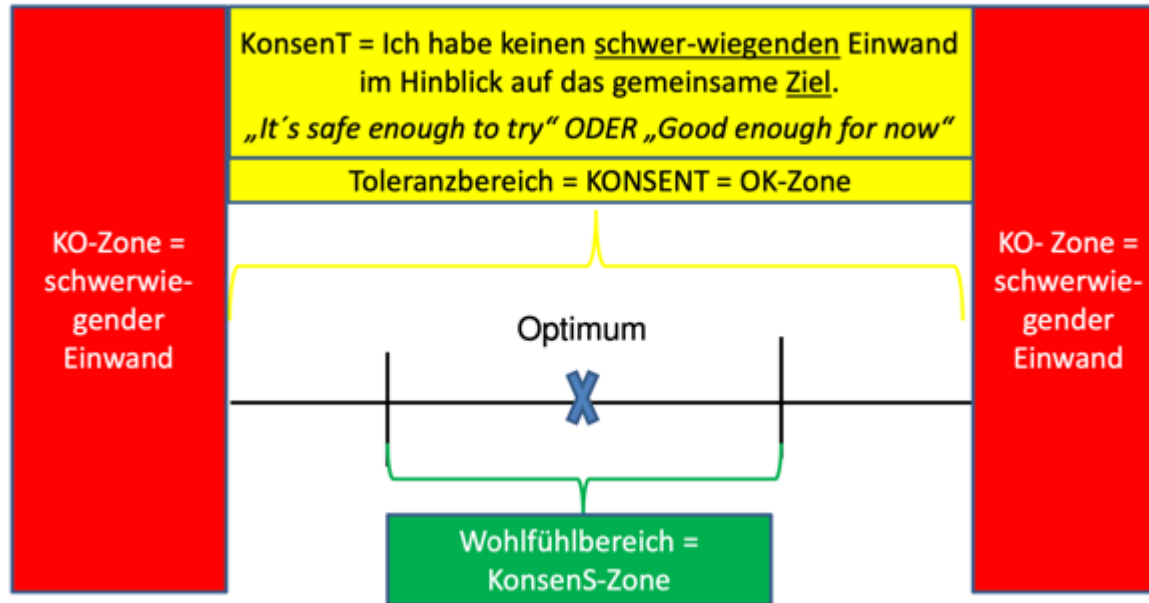 KonsenT = Ich habe keinen schwer-wiegenden Einwand
im Hinblick auf das gemeinsame Ziel.
„It´s safe enough to try“ ODER „Good enough for now“
Toleranzbereich = KONSENT = OK-Zone
KO-Zone =
schwerwie-
gender
Einwand
KO- Zone =
schwerwie-
gender
Einwand
Optimum
Wohlfühlbereich =
KonsenS-Zone